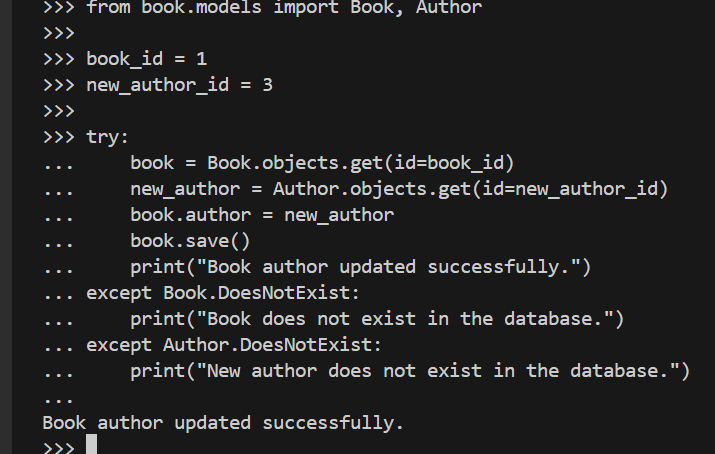 >>> from book.models import Book, Author
>>>
>>> book_id = 1
>>> new_author_id = 3
>>>
>>> try:
...     book = Book.objects.get(id=book_id)
...     new_author = Author.objects.get(id=new_author_id)
...     book.author = new_author
...     book.save()
...     print("Book author updated successfully.")
... except Book.DoesNotExist:
...     print("Book does not exist in the database.")
... except Author.DoesNotExist:
...     print("New author does not exist in the database.")
...
Book author updated successfully.
>>>